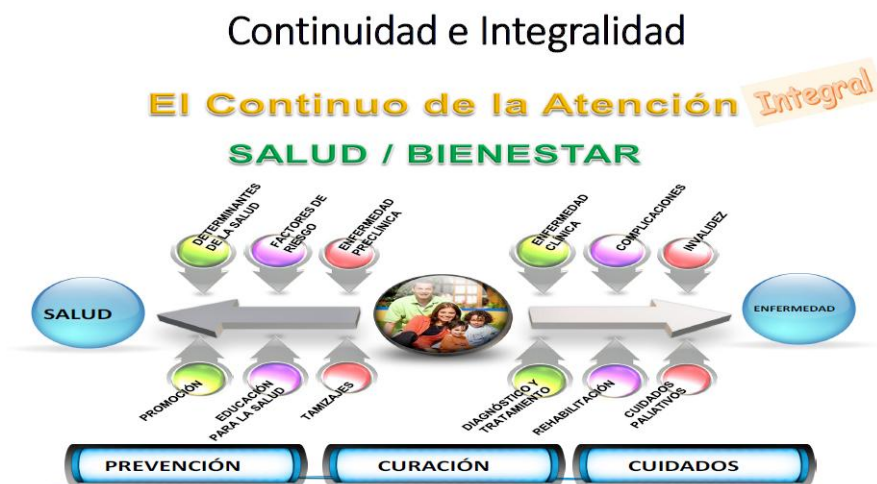 Continuidad e Integralidad
El Continuo de la Atención
Integral
SALUD / BIENESTAR
DETERMINANTES
DE LA SALUD
FACTORES DE
RIESGO
ENFERMEDAD
PRECLÍNICA
ENFERMEDAD
CLÍNICA
COMPLICACIONES
INVALIDEZ
SALUD
ENFERMEDAD
PROMOCIÓN
EDUCACIÓN
PARA LA SALUD
TAMIZAJES
DIAGNÓSTICO Y
TRATAMIENTO
REHABILITACIÓN
CUIDADOS
PALIATIVOS
PREVENCIÓN
CURACIÓN
CUIDADOS